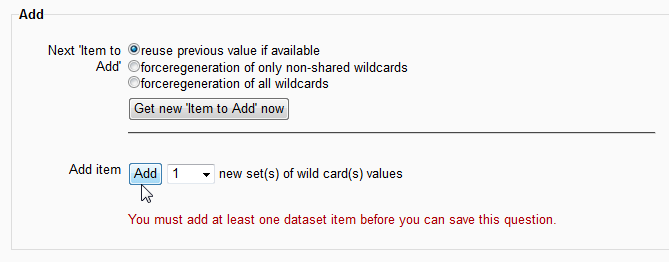 Add
Next 'Item to Add'
reuse previous value if available
forceregeneration of only non-shared wildcards
forceregeneration of all wildcards
Get new 'Item to Add' now
Add item Add 1 new set(s) of wild card(s) values
You must add at least one dataset item before you can save this question.